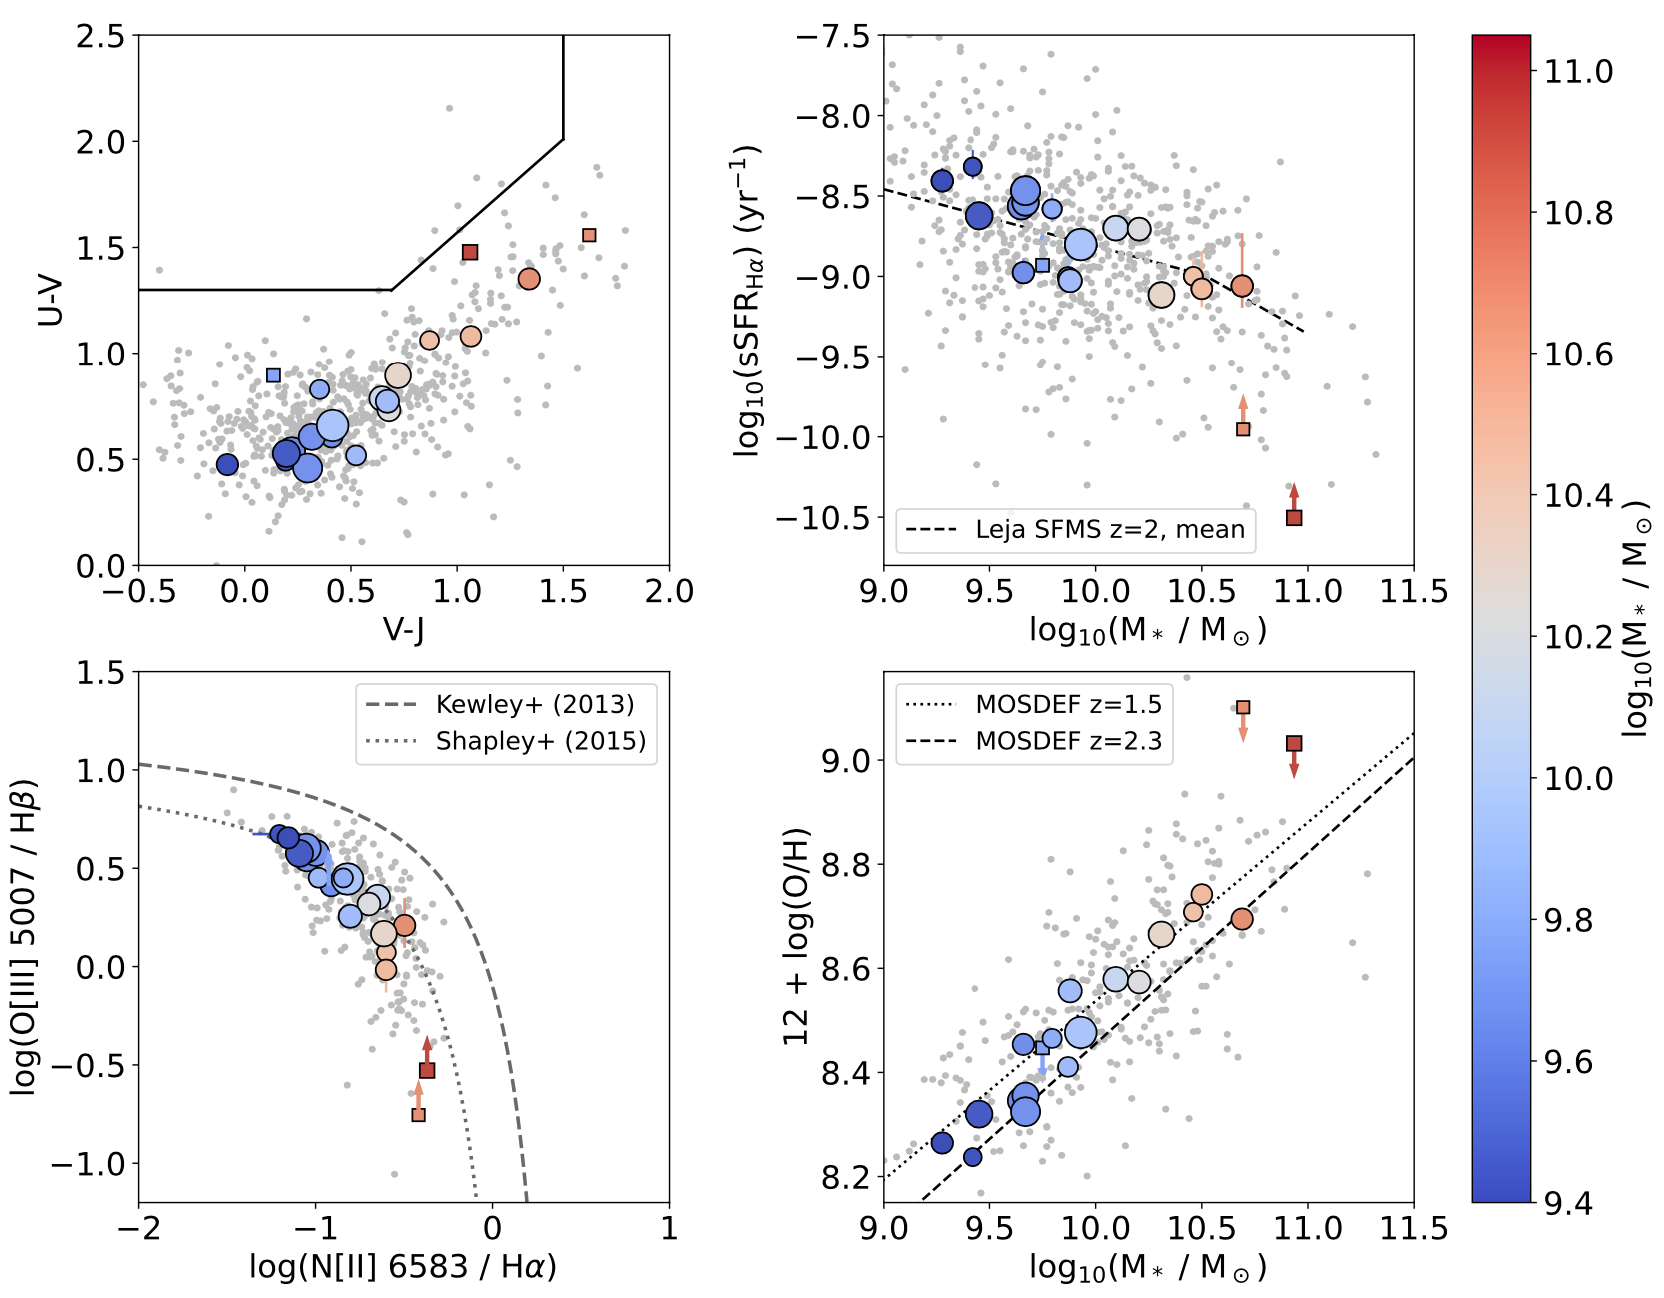 2.5
2.0
1.5
1.0
0.5
0.0
U-V
−0.5 0.0 0.5 1.0 1.5 2.0
V-J
−7.5
−8.0
−8.5
−9.0
−9.5
−10.0
−10.5
log₁₀(sSFR_Hα) (yr⁻¹)
Leja SFMS z=2, mean
9.0 9.5 10.0 10.5 11.0 11.5
log₁₀(M∗ / M⊙)
1.5
1.0
0.5
0.0
−0.5
−1.0
log(O[III] 5007 / Hβ)
Kewley+ (2013)
Shapley+ (2015)
−2 −1 0 1
log(N[II] 6583 / Hα)
9.0
8.8
8.6
8.4
8.2
12 + log(O/H)
MOSDEF z=1.5
MOSDEF z=2.3
9.0 9.5 10.0 10.5 11.0 11.5
log₁₀(M∗ / M⊙)
11.0
10.8
10.6
10.4
10.2
10.0
9.8
9.6
9.4
log₁₀(M∗ / M⊙)